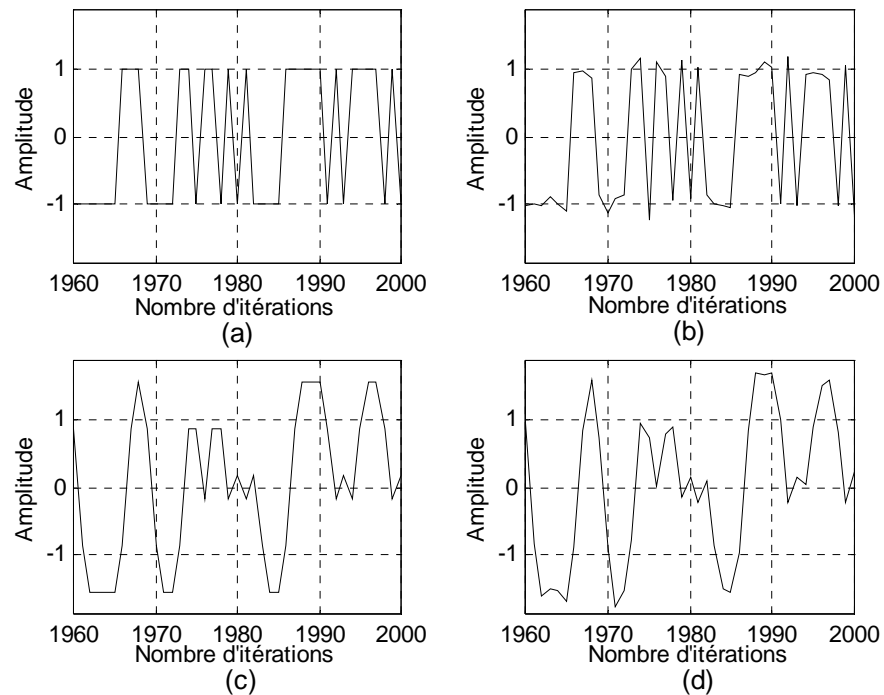 Amplitude
1
0
-1
1960 1970 1980 1990 2000
Nombre d'itérations
(a)
Amplitude
1
0
-1
1960 1970 1980 1990 2000
Nombre d'itérations
(b)
Amplitude
1
0
-1
1960 1970 1980 1990 2000
Nombre d'itérations
(c)
Amplitude
1
0
-1
1960 1970 1980 1990 2000
Nombre d'itérations
(d)